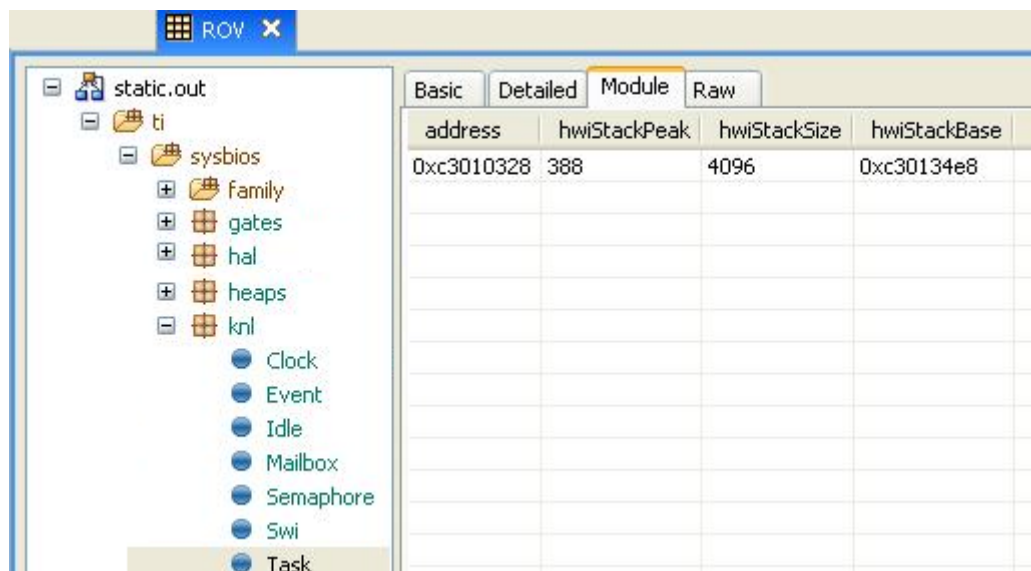 ROV
static.out
ti
sysbios
family
gates
hal
heaps
knl
Clock
Event
Idle
Mailbox
Semaphore
Swi
Task
Basic Detailed Module Raw
address hwiStackPeak hwiStackSize hwiStackBase
0xc3010328 388 4096 0xc30134e8